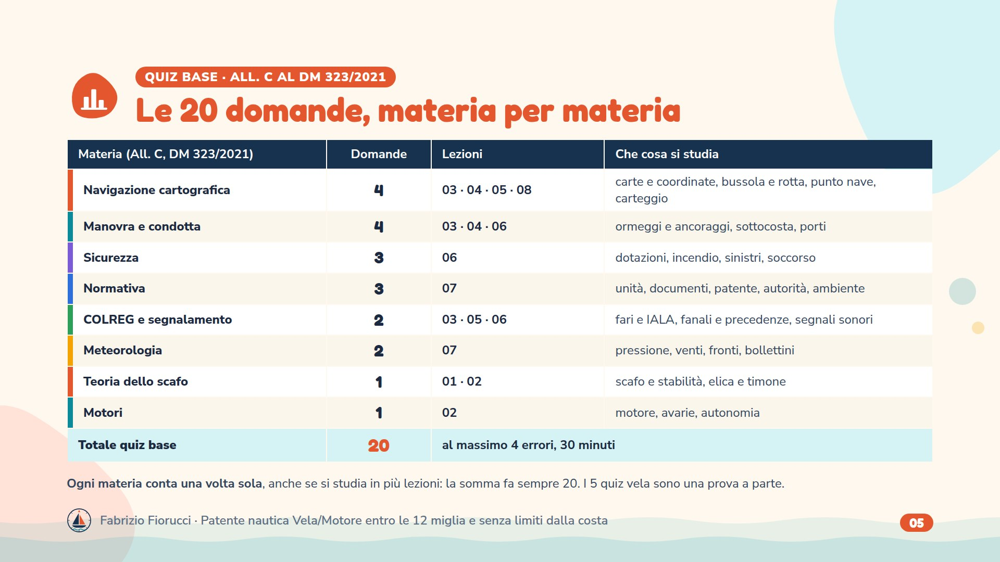 QUIZ BASE · ALL. C AL DM 323/2021
Le 20 domande, materia per materia
Materia (All. C, DM 323/2021) Domande Lezioni Che cosa si studia
Navigazione cartografica 4 03 · 04 · 05 · 08 carte e coordinate, bussola e rotta, punto nave,
carteggio
Manovra e condotta 4 03 · 04 · 06 ormeggi e ancoraggi, sottocosta, porti
Sicurezza 3 06 dotazioni, incendio, sinistri, soccorso
Normativa 3 07 unità, documenti, patente, autorità, ambiente
COLREG e segnalamento 2 03 · 05 · 06 fari e IALA, fanali e precedenze, segnali sonori
Meteorologia 2 07 pressione, venti, fronti, bollettini
Teoria dello scafo 1 01 · 02 scafo e stabilità, elica e timone
Motori 1 02 motore, avarie, autonomia
Totale quiz base 20 al massimo 4 errori, 30 minuti
Ogni materia conta una volta sola, anche se si studia in più lezioni: la somma fa sempre 20. I 5 quiz vela sono una prova a parte.
Fabrizio Fiorucci · Patente nautica Vela/Motore entro le 12 miglia e senza limiti dalla costa
05